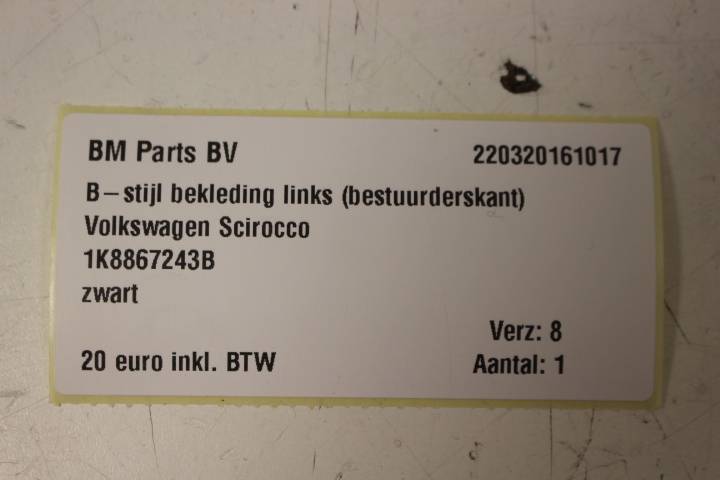 BM Parts BV 220320161017
B-stijl bekleding links (bestuurderskant)
Volkswagen Scirocco
1K8867243B
zwart
Verz: 8
20 euro inkl. BTW Aantal: 1